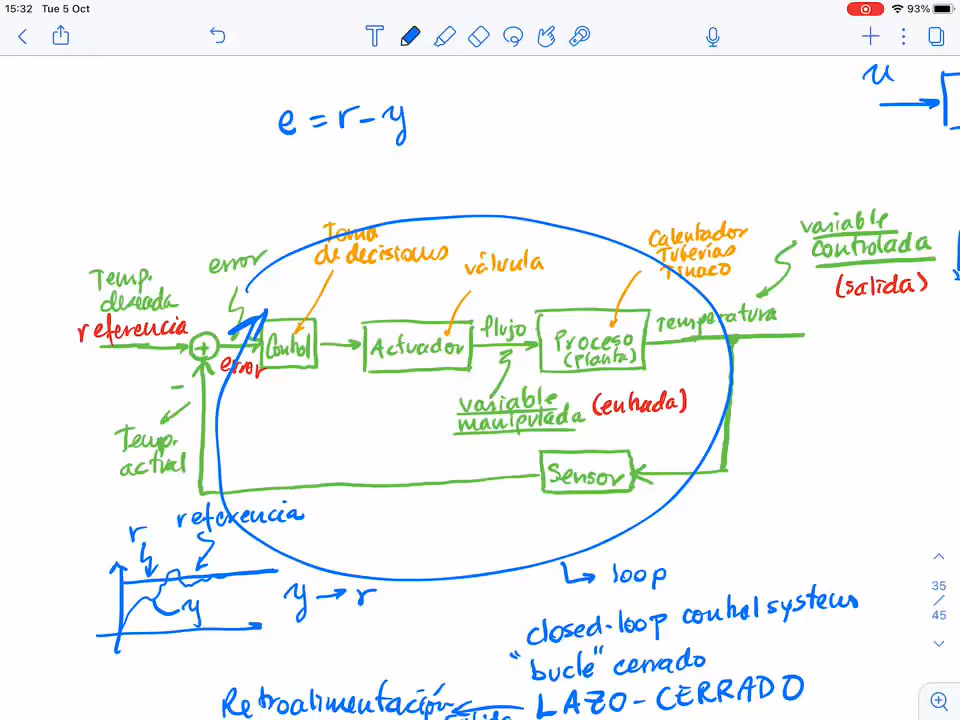 15:32 Tue 5 Oct
93%
u
e = r - y
Toma
de decisiones
error
válvula
Calentador
Tuberías
Tinaco
variable
controlada
(salida)
Temp.
deseada
referencia
+
error
Control
Actuador
flujo
Proceso
(planta)
Temperatura
-
variable
manipulada
(entrada)
Temp.
actual
Sensor
r
referencia
y
y → r
loop
closed-loop control systems
"bucle" cerrado
LAZO-CERRADO
Retroalimentación
35
/
45